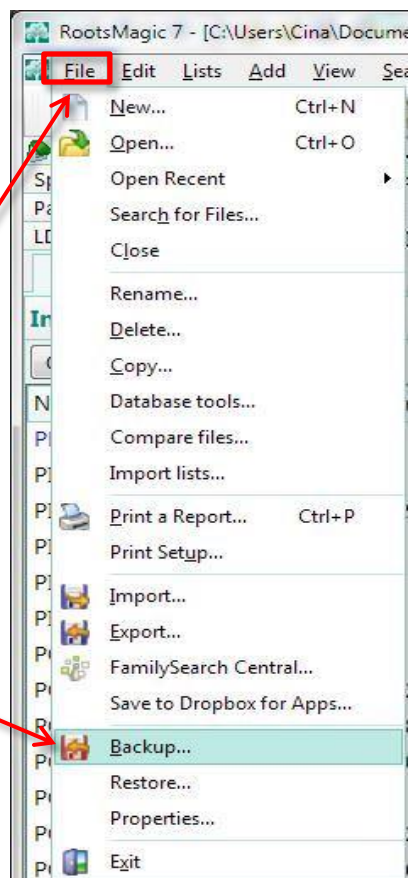 RootsMagic 7 - [C:\Users\Cina\Docume
File Edit Lists Add View Sea
New... Ctrl+N
Open... Ctrl+O
Open Recent
Search for Files...
Close
Rename...
Delete...
Copy...
Database tools...
Compare files...
Import lists...
Print a Report... Ctrl+P
Print Setup...
Import...
Export...
FamilySearch Central...
Save to Dropbox for Apps...
Backup...
Restore...
Properties...
Exit